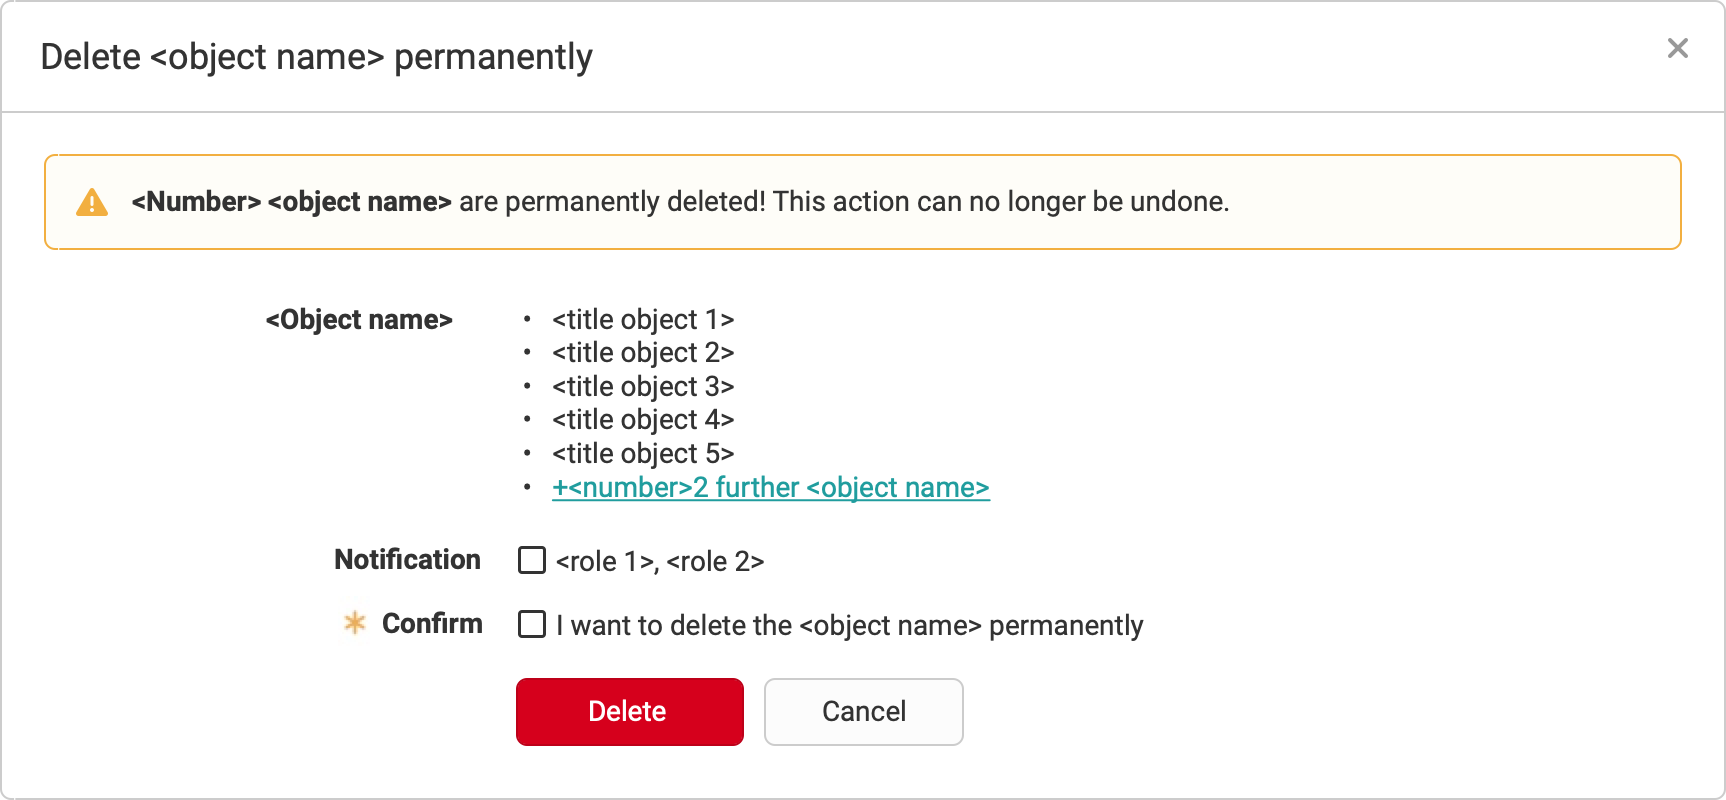 Delete <object name> permanently
<Number> <object name> are permanently deleted! This action can no longer be undone.
<Object name>
• <title object 1>
• <title object 2>
• <title object 3>
• <title object 4>
• <title object 5>
• +<number>2 further <object name>
Notification <role 1>, <role 2>
Confirm I want to delete the <object name> permanently
Delete Cancel